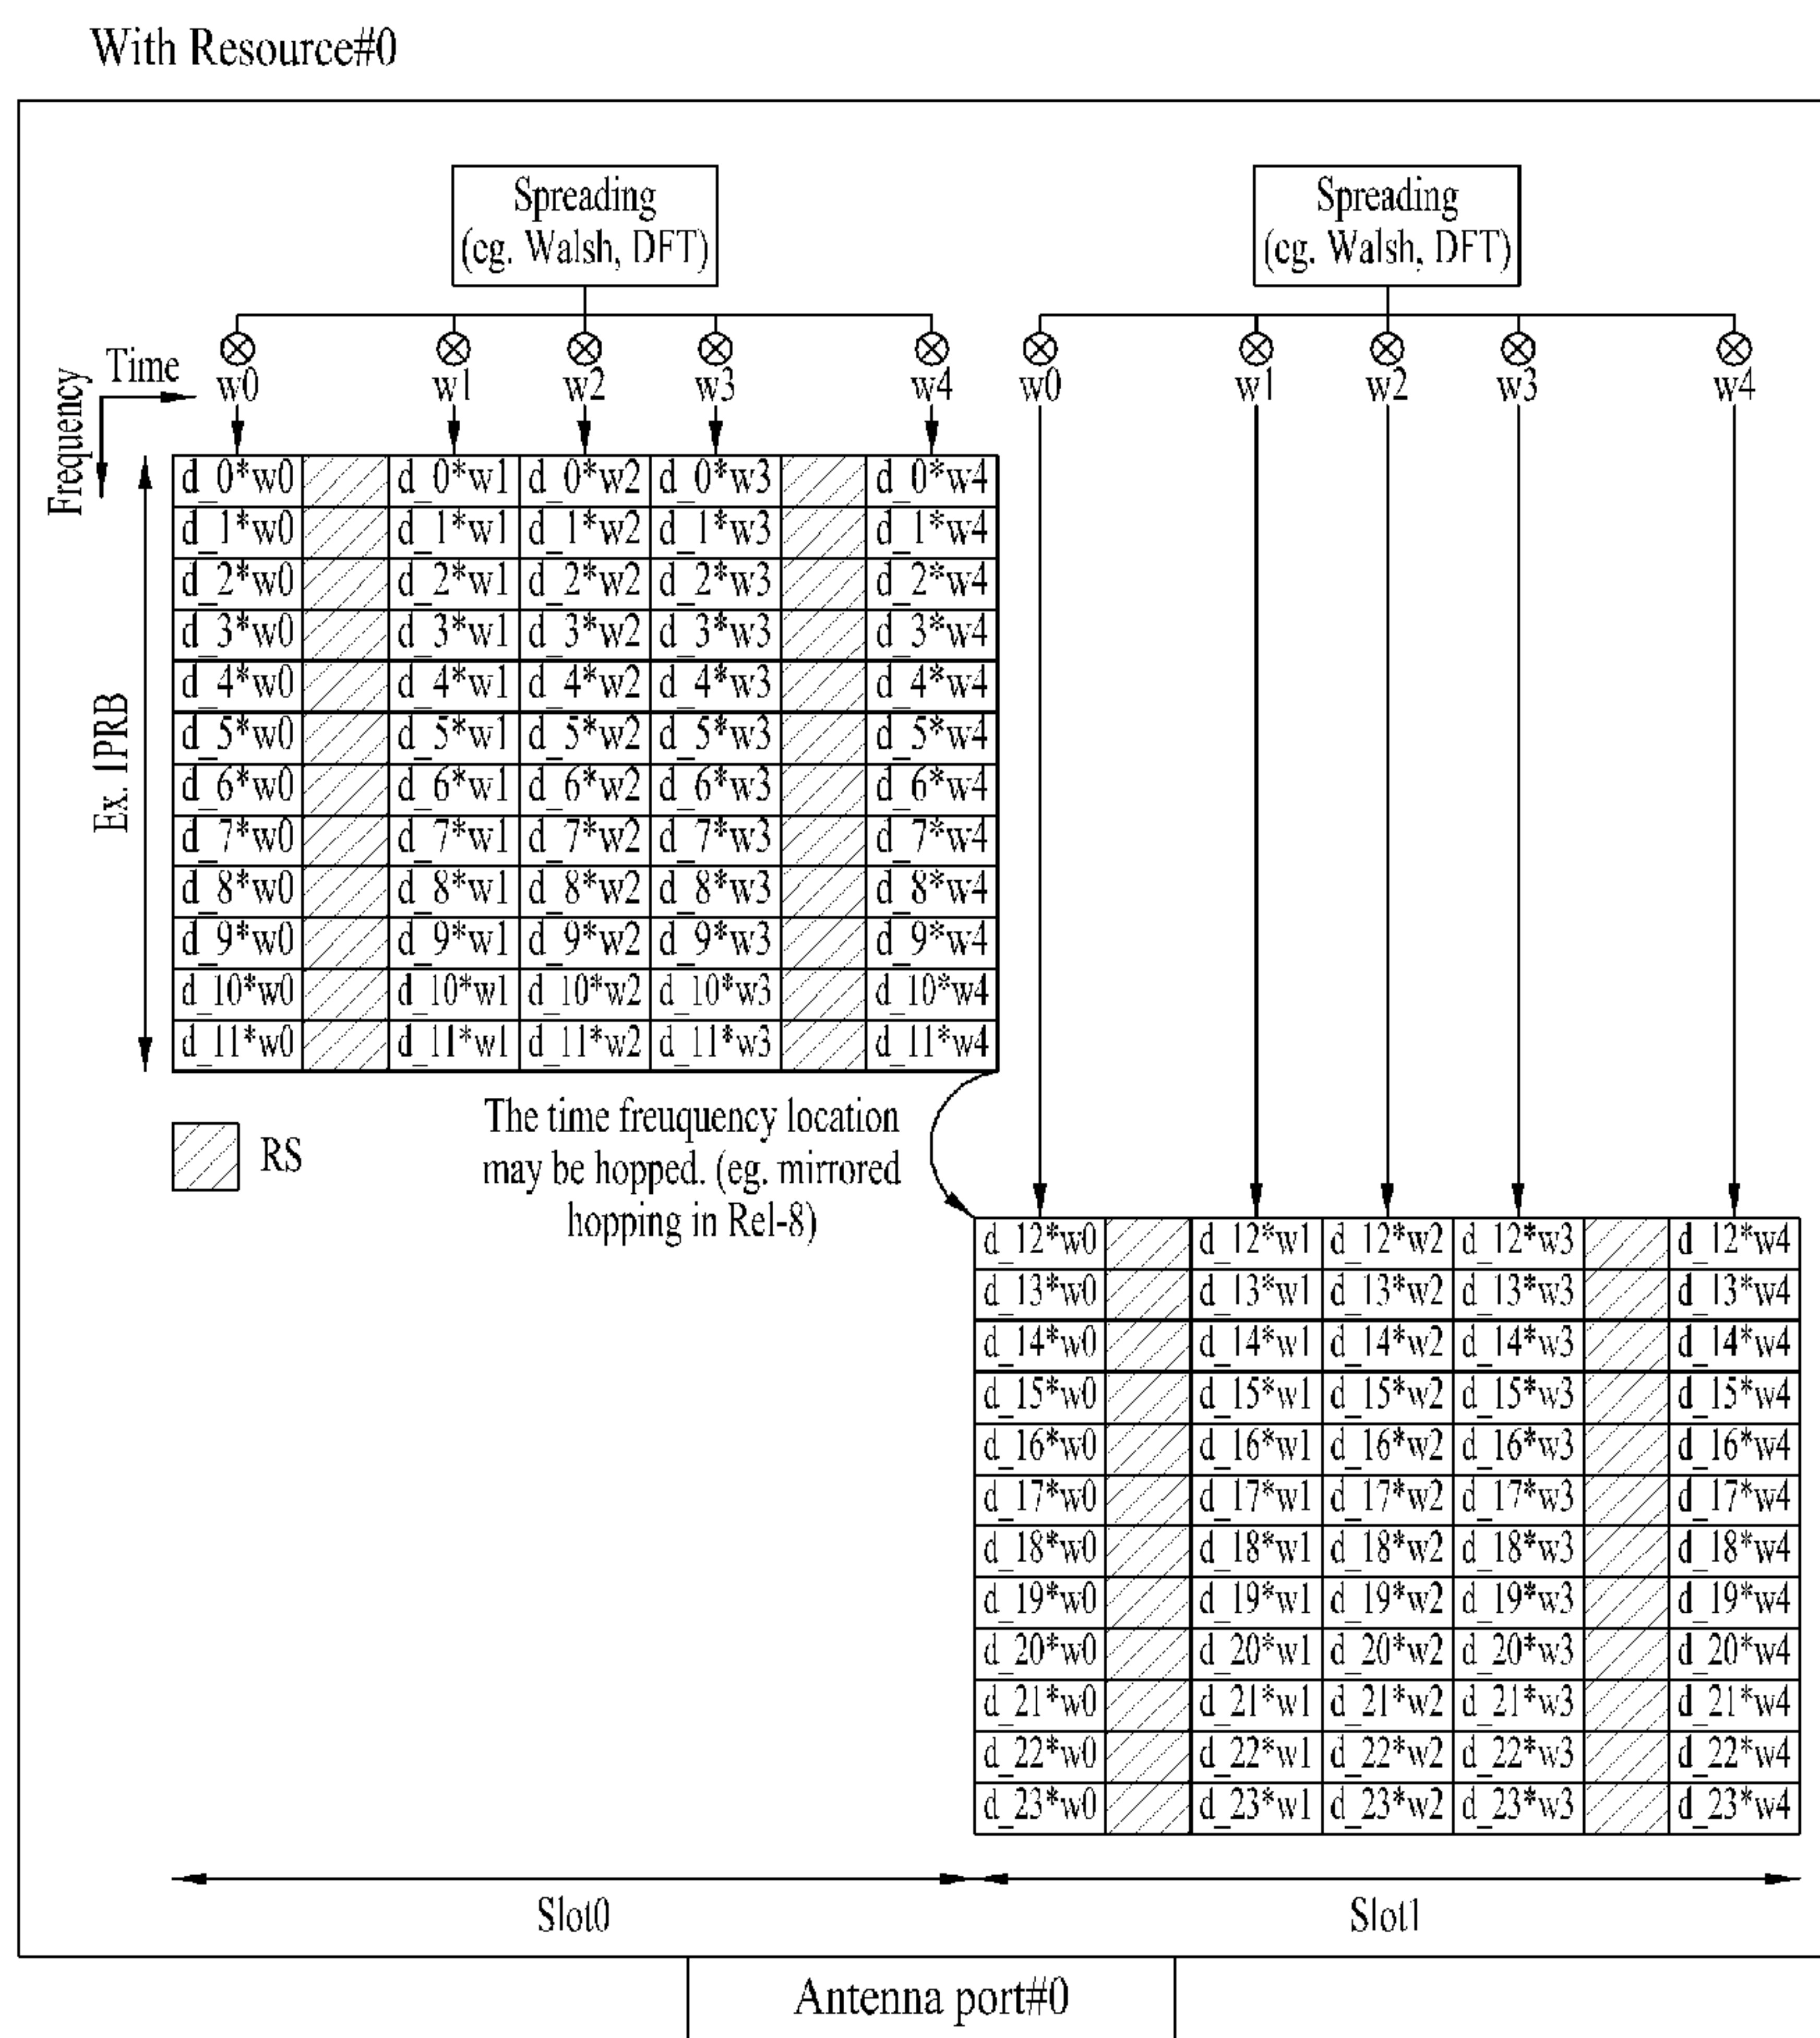 With Resource#0
Spreading
(eg. Walsh, DFT)
Spreading
(eg. Walsh, DFT)
Time
Frequency
w0 w1 w2 w3 w4 w0 w1 w2 w3 w4
Ex. 1PRB
d_0*w0 d_0*w1 d_0*w2 d_0*w3 d_0*w4
d_1*w0 d_1*w1 d_1*w2 d_1*w3 d_1*w4
d_2*w0 d_2*w1 d_2*w2 d_2*w3 d_2*w4
d_3*w0 d_3*w1 d_3*w2 d_3*w3 d_3*w4
d_4*w0 d_4*w1 d_4*w2 d_4*w3 d_4*w4
d_5*w0 d_5*w1 d_5*w2 d_5*w3 d_5*w4
d_6*w0 d_6*w1 d_6*w2 d_6*w3 d_6*w4
d_7*w0 d_7*w1 d_7*w2 d_7*w3 d_7*w4
d_8*w0 d_8*w1 d_8*w2 d_8*w3 d_8*w4
d_9*w0 d_9*w1 d_9*w2 d_9*w3 d_9*w4
d_10*w0 d_10*w1 d_10*w2 d_10*w3 d_10*w4
d_11*w0 d_11*w1 d_11*w2 d_11*w3 d_11*w4
RS
The time freuquency location
may be hopped. (eg. mirrored
hopping in Rel-8)
d_12*w0 d_12*w1 d_12*w2 d_12*w3 d_12*w4
d_13*w0 d_13*w1 d_13*w2 d_13*w3 d_13*w4
d_14*w0 d_14*w1 d_14*w2 d_14*w3 d_14*w4
d_15*w0 d_15*w1 d_15*w2 d_15*w3 d_15*w4
d_16*w0 d_16*w1 d_16*w2 d_16*w3 d_16*w4
d_17*w0 d_17*w1 d_17*w2 d_17*w3 d_17*w4
d_18*w0 d_18*w1 d_18*w2 d_18*w3 d_18*w4
d_19*w0 d_19*w1 d_19*w2 d_19*w3 d_19*w4
d_20*w0 d_20*w1 d_20*w2 d_20*w3 d_20*w4
d_21*w0 d_21*w1 d_21*w2 d_21*w3 d_21*w4
d_22*w0 d_22*w1 d_22*w2 d_22*w3 d_22*w4
d_23*w0 d_23*w1 d_23*w2 d_23*w3 d_23*w4
Slot0 Slot1
Antenna port#0